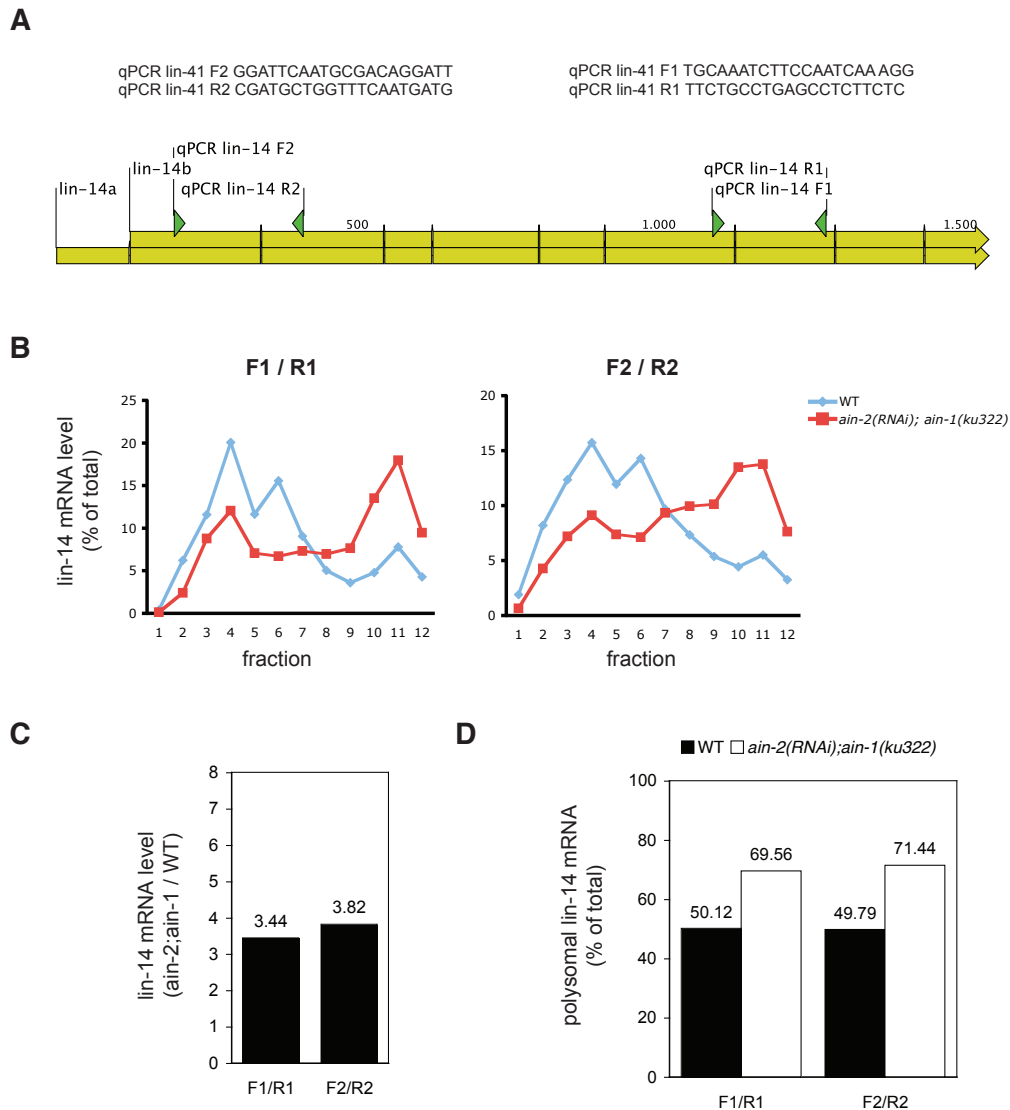 A
qPCR lin-41 F2 GGATTCAATGCGACAGGATT
qPCR lin-41 R2 CGATGCTGGTTTCAATGATG
qPCR lin-41 F1 TGCAAATCTTCCAATCAA AGG
qPCR lin-41 R1 TTCTGCCTGAGCCTCTTCTC
qPCR lin-14 F2
lin-14b
qPCR lin-14 R1
lin-14a
qPCR lin-14 R2
qPCR lin-14 F1
500
1.000
1.500
B
F1 / R1
lin-14 mRNA level
(% of total)
25
20
15
10
5
0
1 2 3 4 5 6 7 8 9 10 11 12
fraction
F2 / R2
20
15
10
5
0
1 2 3 4 5 6 7 8 9 10 11 12
fraction
WT
ain-2(RNAi); ain-1(ku322)
C
lin-14 mRNA level
(ain-2;ain-1 / WT)
8
7
6
5
4
3
2
1
0
3.44
3.82
F1/R1 F2/R2
D
WT ain-2(RNAi);ain-1(ku322)
polysomal lin-14 mRNA
(% of total)
100
80
60
40
20
0
50.12
69.56
49.79
71.44
F1/R1 F2/R2